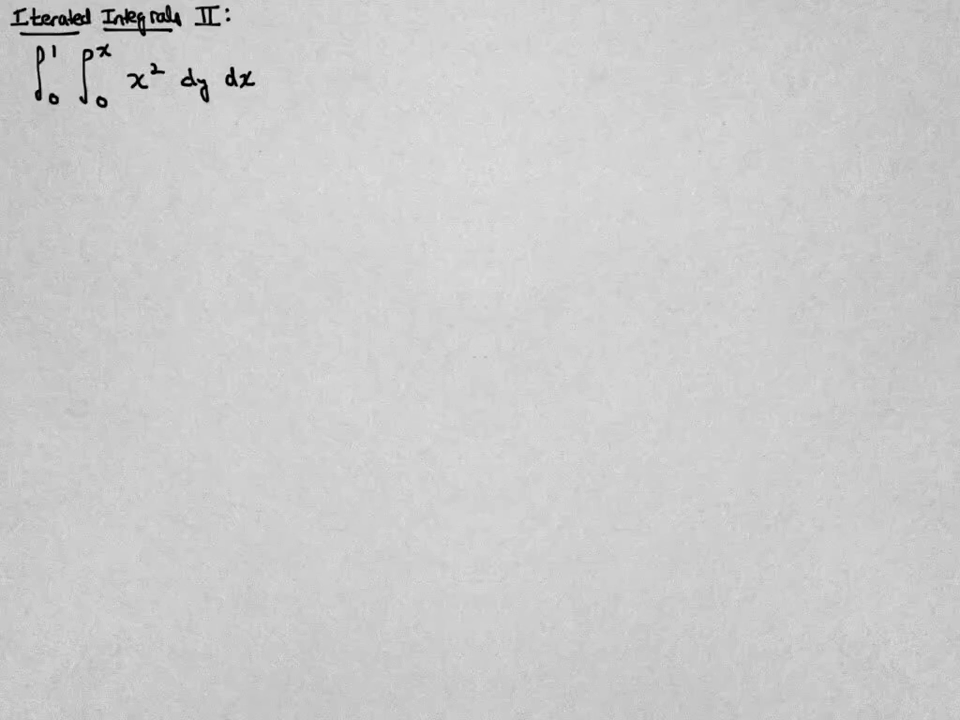 Iterated Integrals II:
∫₀¹ ∫₀ˣ x² dy dx